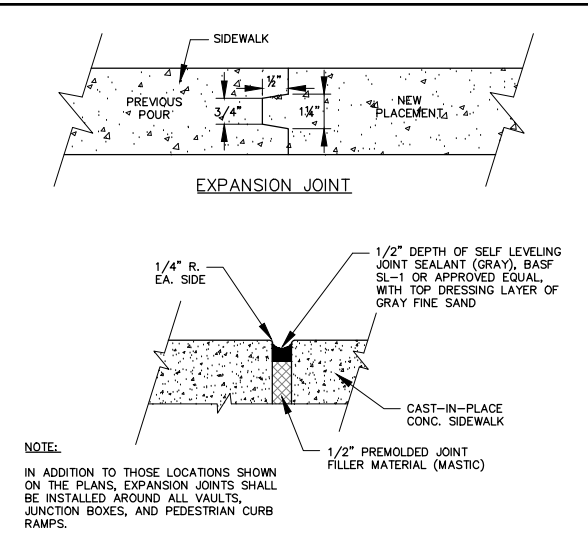 SIDEWALK
PREVIOUS
POUR
½"
3/4"
1¼"
NEW
PLACEMENT
EXPANSION JOINT
1/4" R.
EA. SIDE
1/2" DEPTH OF SELF LEVELING
JOINT SEALANT (GRAY), BASF
SL-1 OR APPROVED EQUAL,
WITH TOP DRESSING LAYER OF
GRAY FINE SAND
CAST-IN-PLACE
CONC. SIDEWALK
1/2" PREMOLDED JOINT
FILLER MATERIAL (MASTIC)
NOTE:
IN ADDITION TO THOSE LOCATIONS SHOWN
ON THE PLANS, EXPANSION JOINTS SHALL
BE INSTALLED AROUND ALL VAULTS,
JUNCTION BOXES, AND PEDESTRIAN CURB
RAMPS.